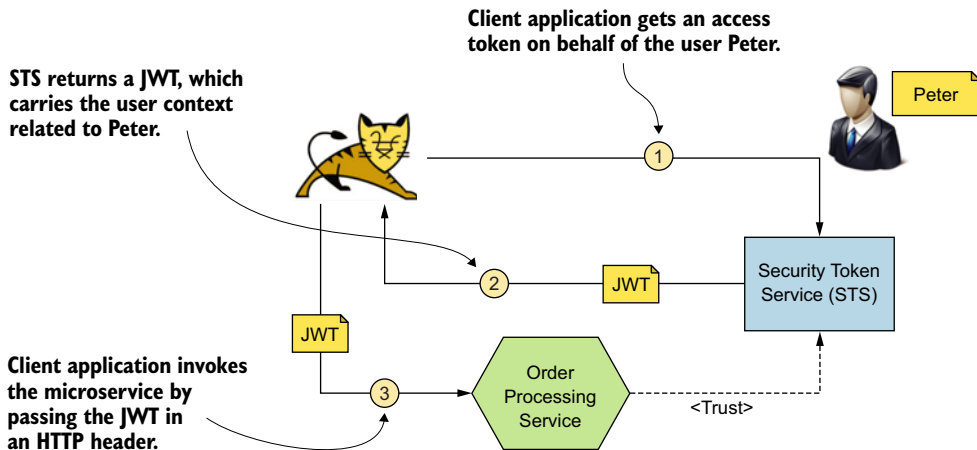 Client application gets an access
token on behalf of the user Peter.
STS returns a JWT, which
carries the user context
related to Peter.
Peter
1
Security Token
Service (STS)
2
JWT
JWT
Client application invokes
the microservice by
passing the JWT in
an HTTP header.
3
Order
Processing
Service
<Trust>